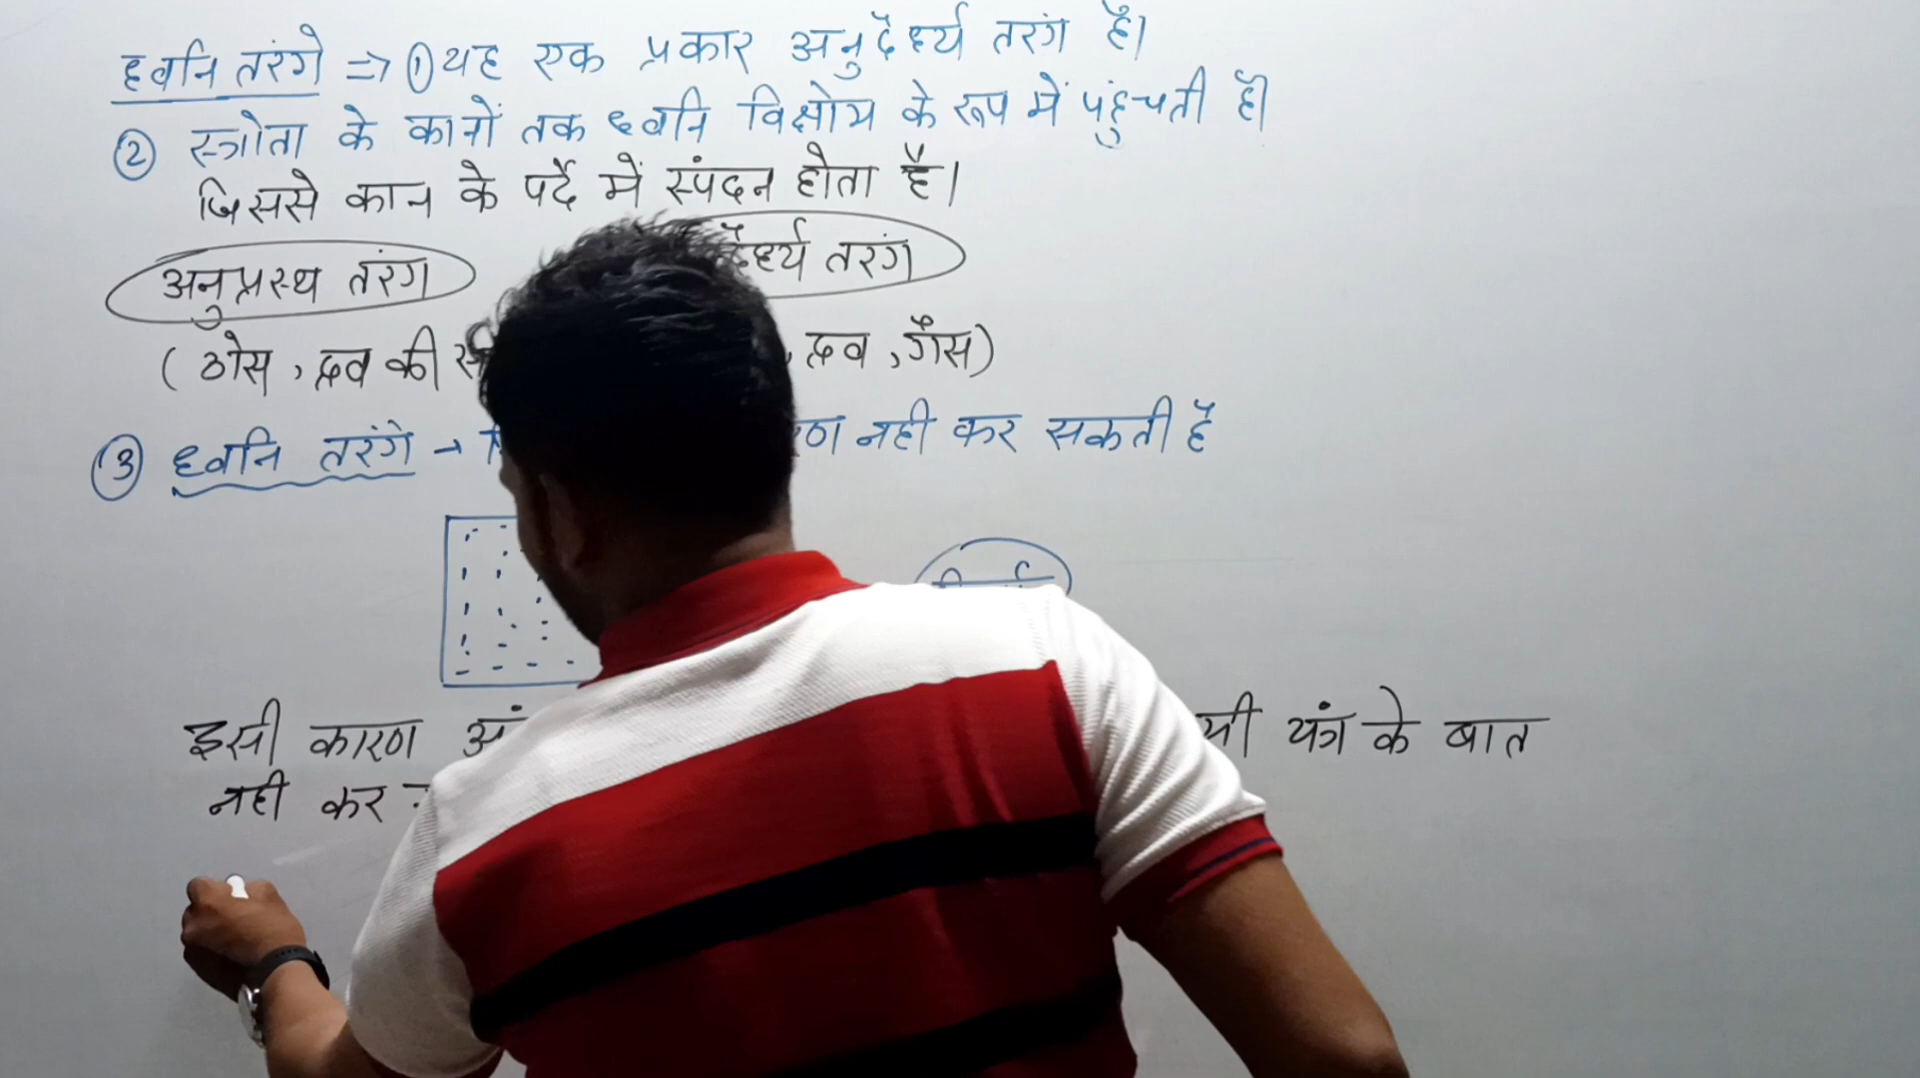 ध्वनि तरंगे => ① यह एक प्रकार अनुदैर्ध्य तरंग है।
② स्त्रोता के कानों तक ध्वनि विक्षोभ के रूप में पहुंचती है।
जिससे कान के पर्दे में स्पंदन होता है।
अनुप्रस्थ तरंग दैर्ध्य तरंग
(ठोस, द्रव की , द्रव, गैस)
③ ध्वनि तरंगे → नही कर सकती है
इसी कारण यंत्र के बात
नही कर